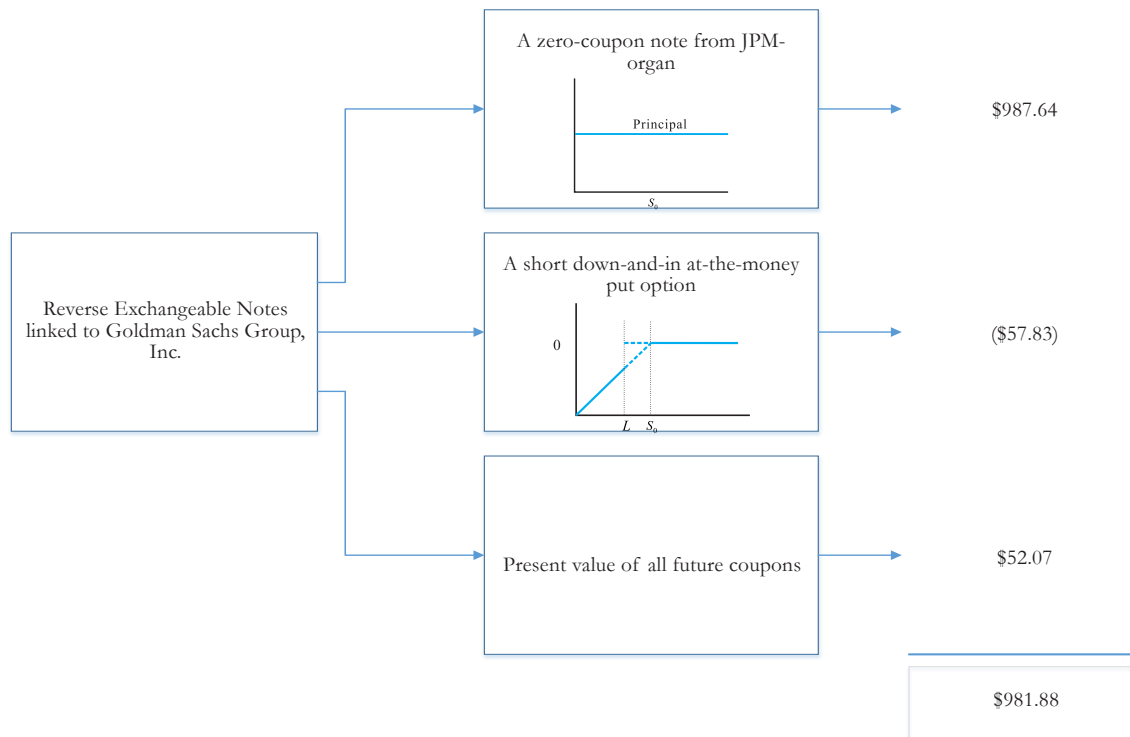 A zero-coupon note from JPM-
organ
Principal
S₀
$987.64
Reverse Exchangeable Notes
linked to Goldman Sachs Group,
Inc.
A short down-and-in at-the-money
put option
0
L S₀
($57.83)
Present value of all future coupons
$52.07
$981.88